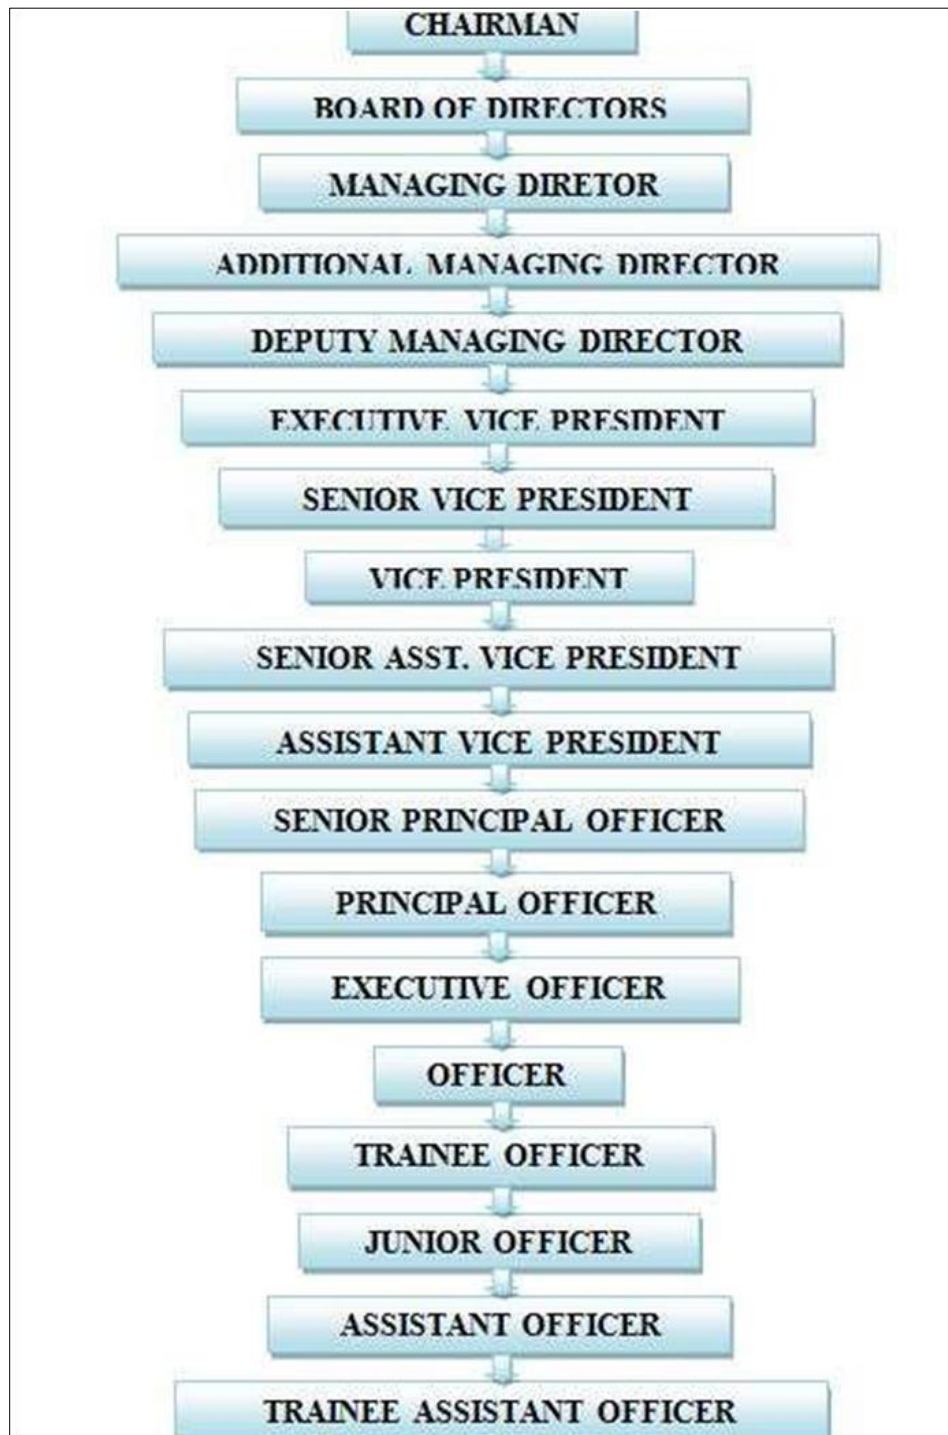 CHAIRMAN
BOARD OF DIRECTORS
MANAGING DIRETOR
ADDITIONAL MANAGING DIRECTOR
DEPUTY MANAGING DIRECTOR
EXECUTIVE VICE PRESIDENT
SENIOR VICE PRESIDENT
VICE PRESIDENT
SENIOR ASST. VICE PRESIDENT
ASSISTANT VICE PRESIDENT
SENIOR PRINCIPAL OFFICER
PRINCIPAL OFFICER
EXECUTIVE OFFICER
OFFICER
TRAINEE OFFICER
JUNIOR OFFICER
ASSISTANT OFFICER
TRAINEE ASSISTANT OFFICER